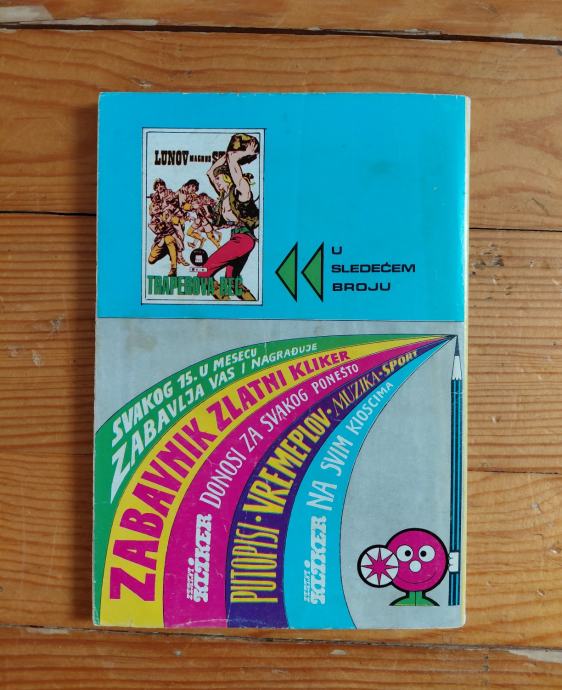 LUNOV MAGNUS
TRAPEROVA REČ
U
SLEDEĆEM
BROJU
SVAKOG 15. U MESECU
ZABAVLJA VAS I NAGRAĐUJE
ZABAVNIK ZLATNI KLIKER
KLIKER DONOSI ZA SVAKOG PONEŠTO
PUTOPISI · VREMEPLOV · MUZIKA · SPORT
KLIKER NA SVIM KIOSCIMA